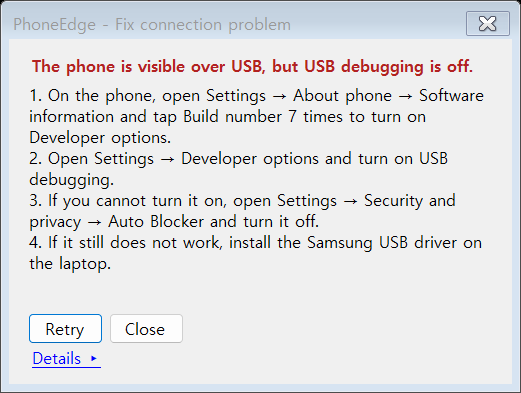 PhoneEdge - Fix connection problem
The phone is visible over USB, but USB debugging is off.
1. On the phone, open Settings → About phone → Software
information and tap Build number 7 times to turn on
Developer options.
2. Open Settings → Developer options and turn on USB
debugging.
3. If you cannot turn it on, open Settings → Security and
privacy → Auto Blocker and turn it off.
4. If it still does not work, install the Samsung USB driver on
the laptop.
Retry Close
Details ‣